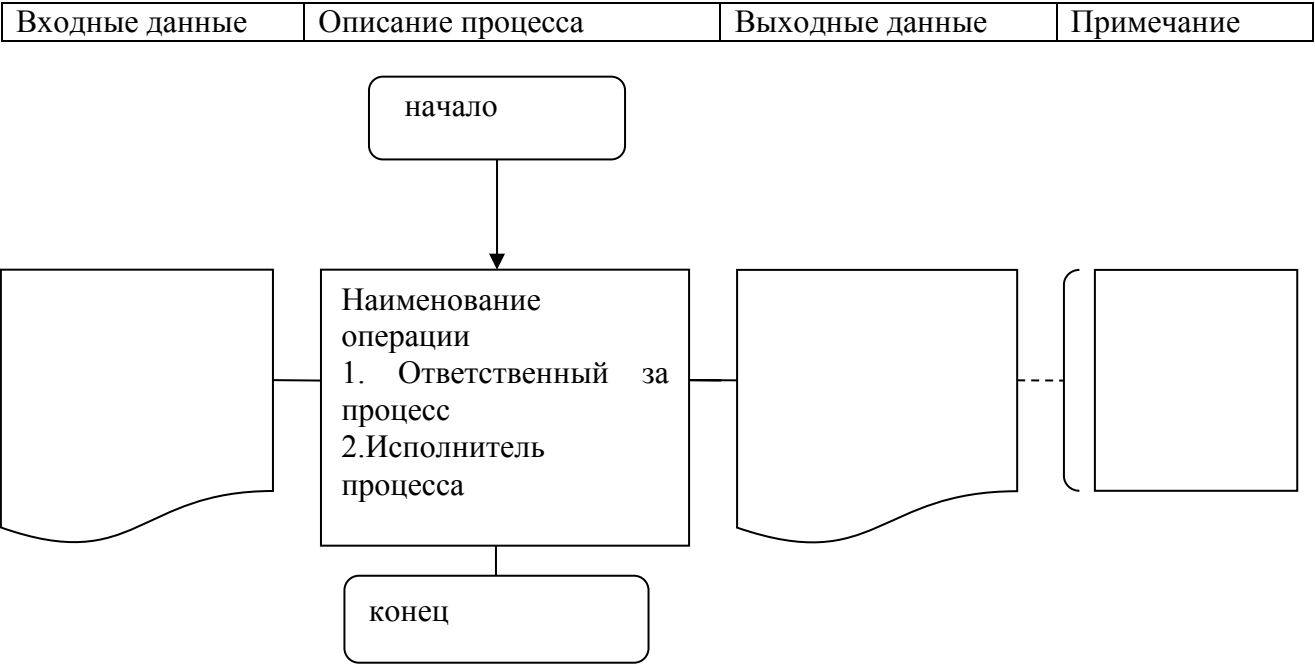 Входные данные Описание процесса Выходные данные Примечание
начало
Наименование
операции
1. Ответственный за
процесс
2.Исполнитель
процесса
конец